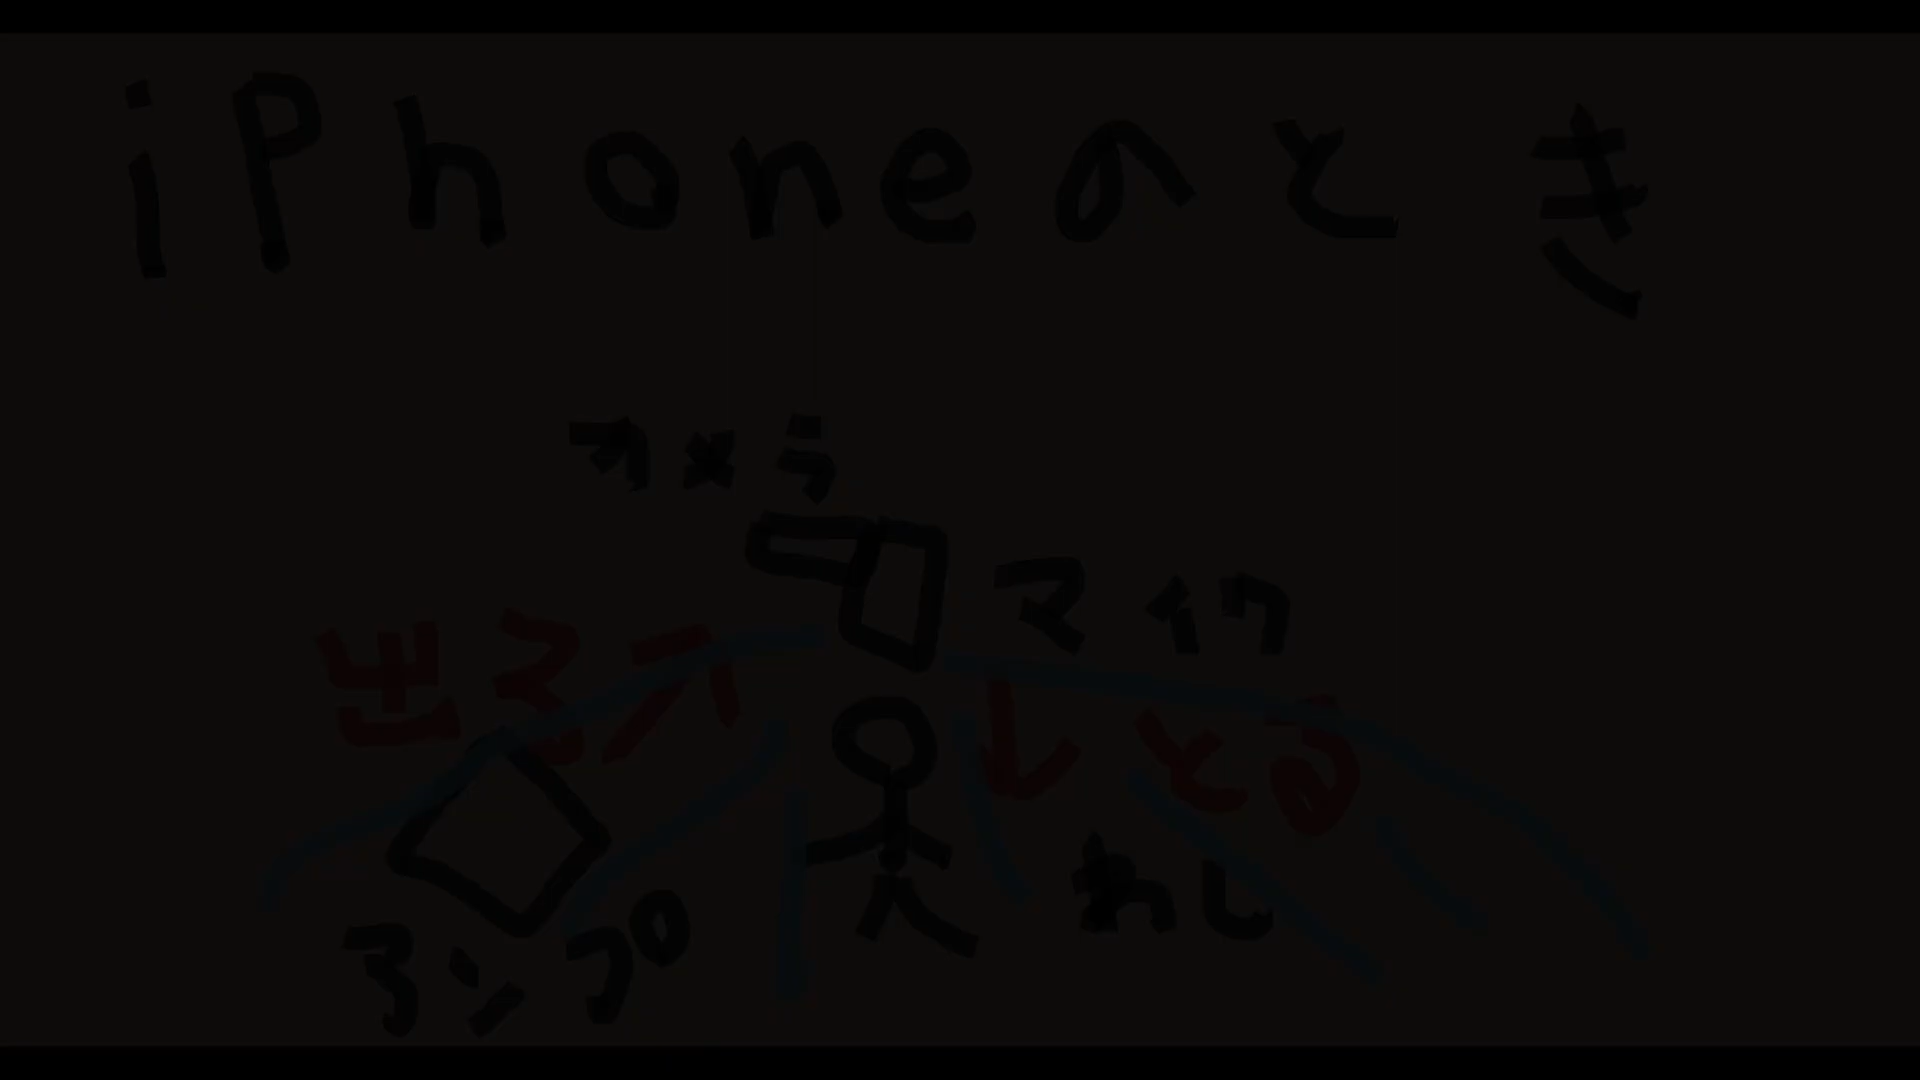 iPhoneのとき
カメラ
マイク
出る穴
しとる
わし
アンプ